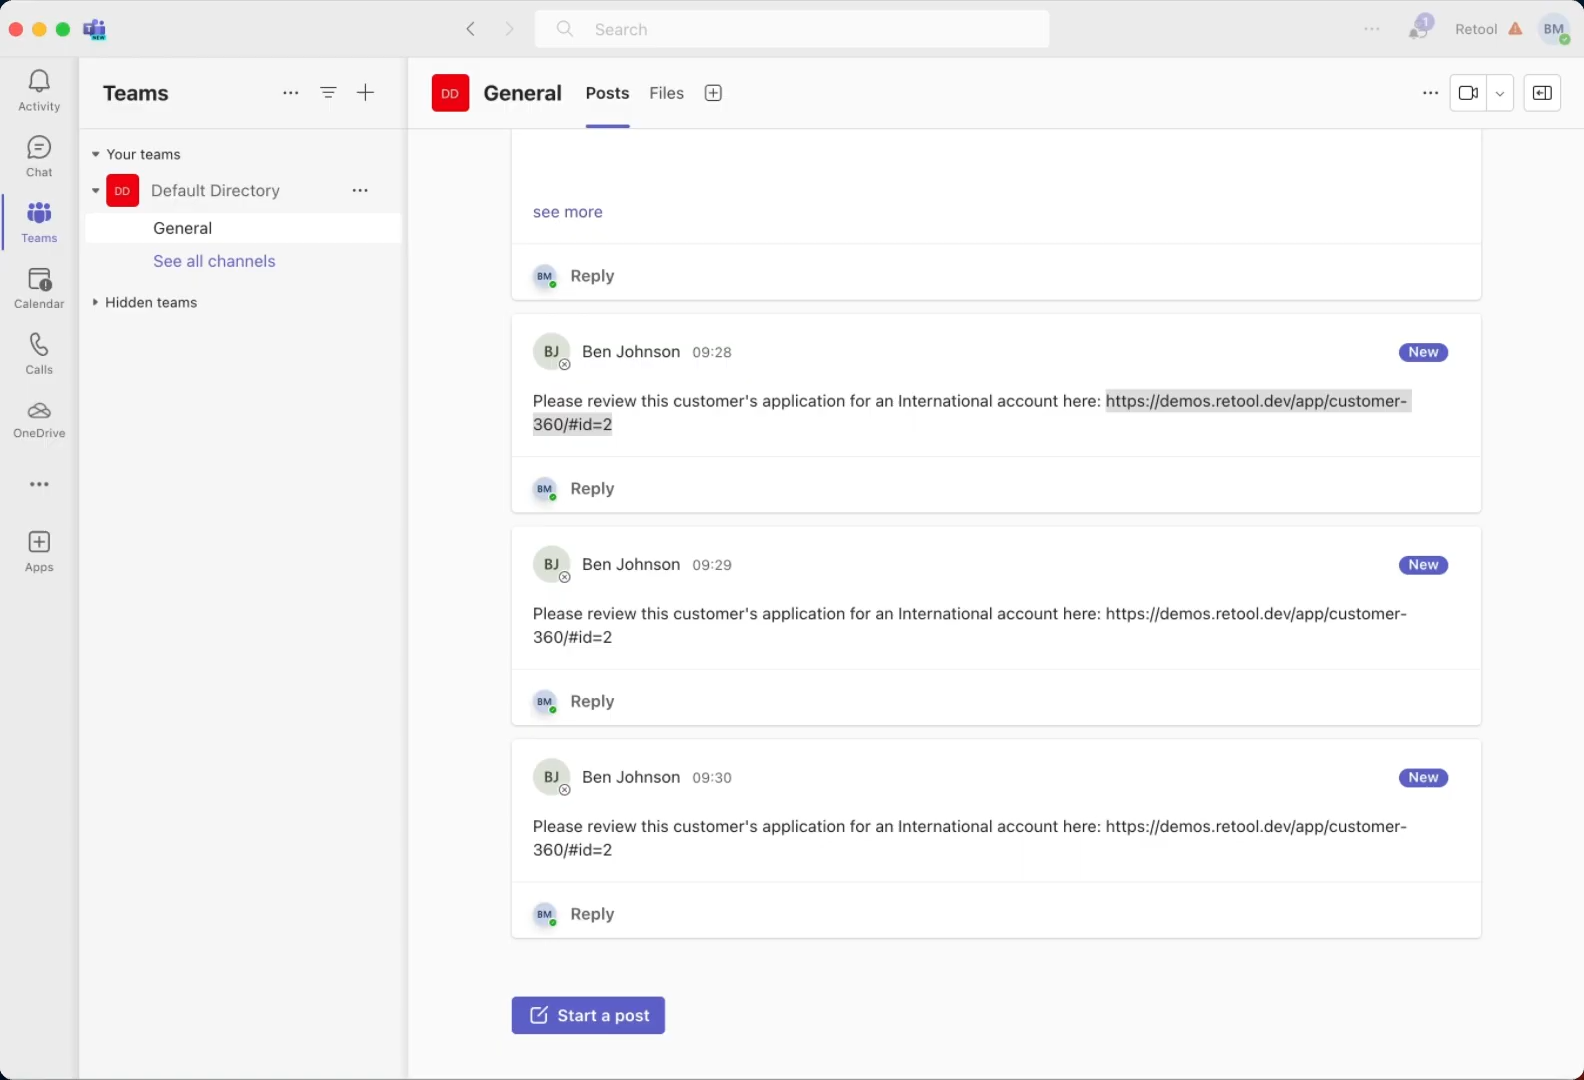 Search
1
Retool
BM
Activity
Chat
Teams
Calendar
Calls
OneDrive
Apps
Teams
Your teams
DD Default Directory
General
See all channels
Hidden teams
DD General Posts Files
see more
BM Reply
BJ Ben Johnson 09:28 New
Please review this customer's application for an International account here: https://demos.retool.dev/app/customer-
360/#id=2
BM Reply
BJ Ben Johnson 09:29 New
Please review this customer's application for an International account here: https://demos.retool.dev/app/customer-
360/#id=2
BM Reply
BJ Ben Johnson 09:30 New
Please review this customer's application for an International account here: https://demos.retool.dev/app/customer-
360/#id=2
BM Reply
Start a post